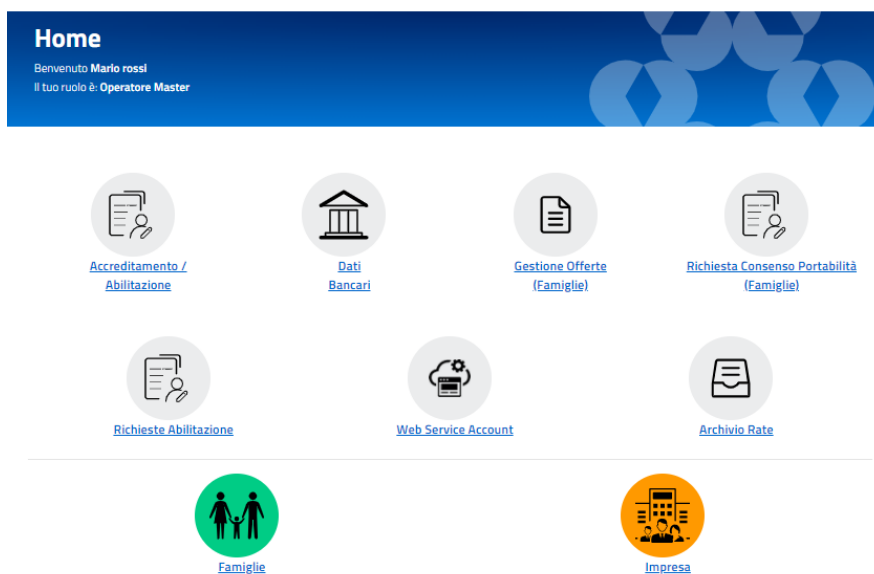 Home
Benvenuto Mario rossi
Il tuo ruolo è: Operatore Master
Accreditamento /
Abilitazione
Dati
Bancari
Gestione Offerte
(Famiglie)
Richiesta Consenso Portabilità
(Famiglie)
Richieste Abilitazione
Web Service Account
Archivio Rate
Famiglie
Impresa